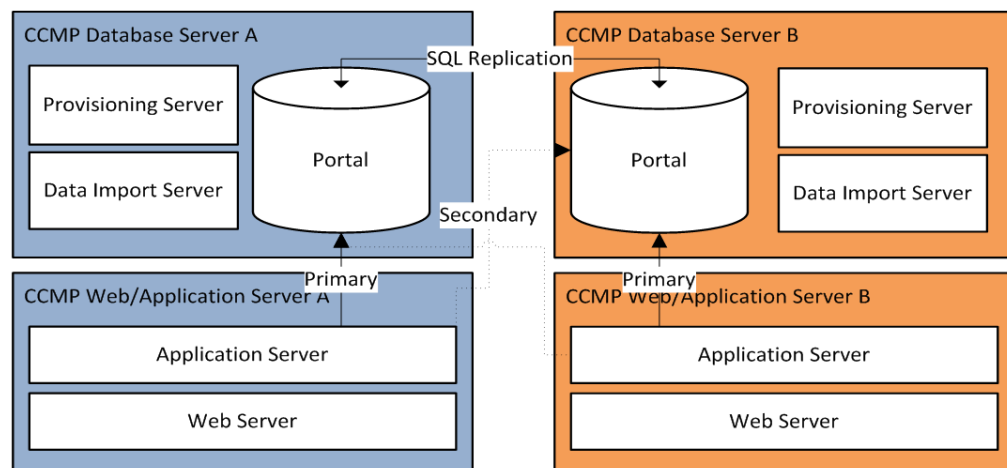 CCMP Database Server A
CCMP Database Server B
SQL Replication
Provisioning Server
Portal
Data Import Server
Portal
Provisioning Server
Data Import Server
Secondary
Primary
Primary
CCMP Web/Application Server A
CCMP Web/Application Server B
Application Server
Application Server
Web Server
Web Server